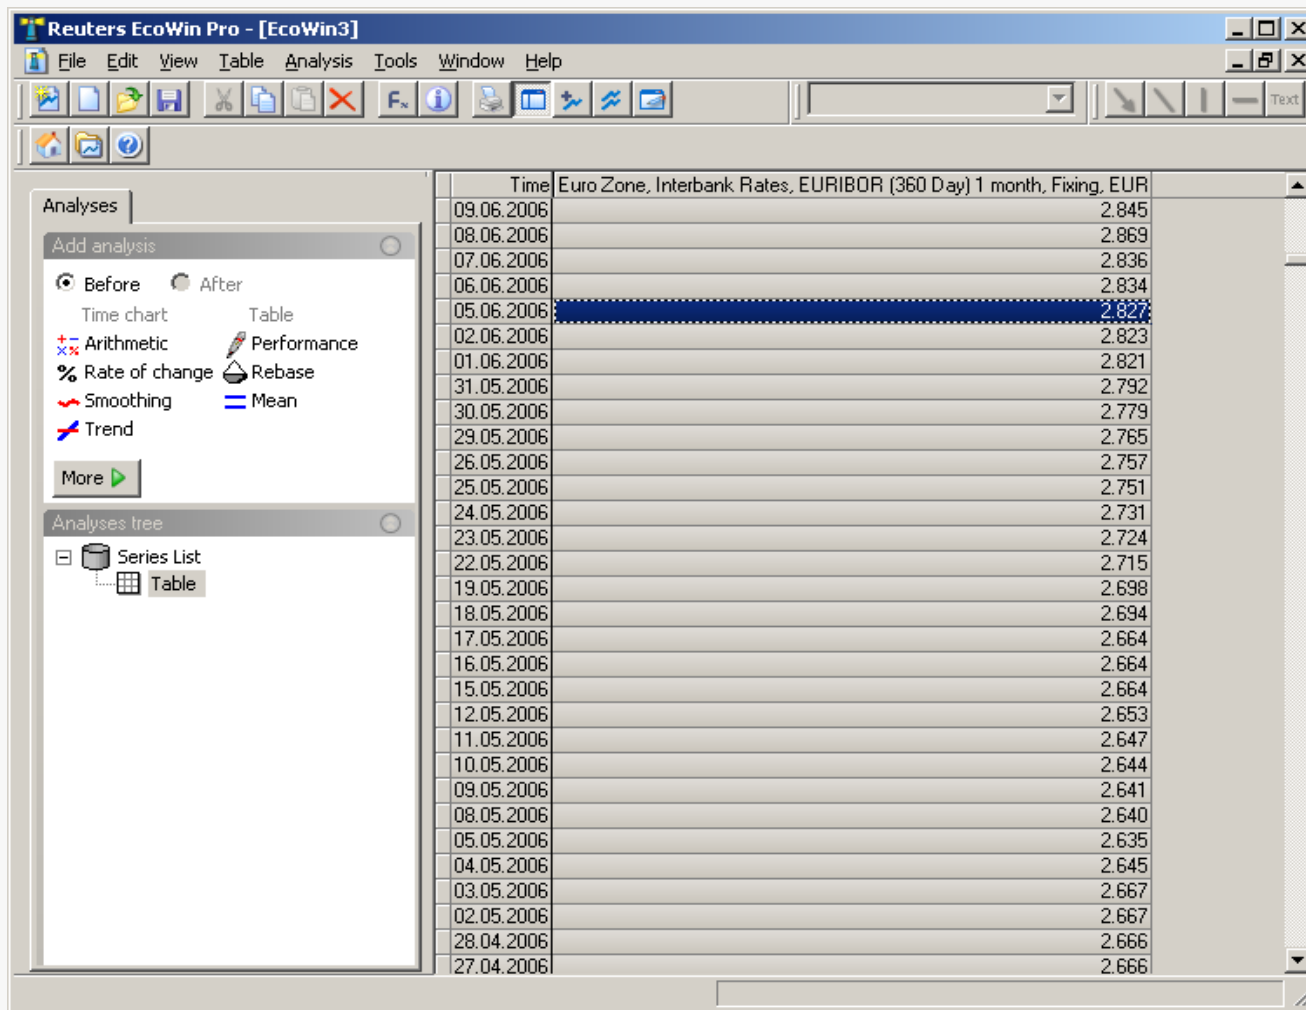 Reuters EcoWin Pro - [EcoWin3]
File Edit View Table Analysis Tools Window Help
Text
Analyses
Add analysis
Before After
Time chart Table
Arithmetic Performance
Rate of change Rebase
Smoothing Mean
Trend
More
Analyses tree
Series List
Table
Time Euro Zone, Interbank Rates, EURIBOR (360 Day) 1 month, Fixing, EUR
09.06.2006 2.845
08.06.2006 2.869
07.06.2006 2.836
06.06.2006 2.834
05.06.2006 2.827
02.06.2006 2.823
01.06.2006 2.821
31.05.2006 2.792
30.05.2006 2.779
29.05.2006 2.765
26.05.2006 2.757
25.05.2006 2.751
24.05.2006 2.731
23.05.2006 2.724
22.05.2006 2.715
19.05.2006 2.698
18.05.2006 2.694
17.05.2006 2.664
16.05.2006 2.664
15.05.2006 2.664
12.05.2006 2.653
11.05.2006 2.647
10.05.2006 2.644
09.05.2006 2.641
08.05.2006 2.640
05.05.2006 2.635
04.05.2006 2.645
03.05.2006 2.667
02.05.2006 2.667
28.04.2006 2.666
27.04.2006 2.666